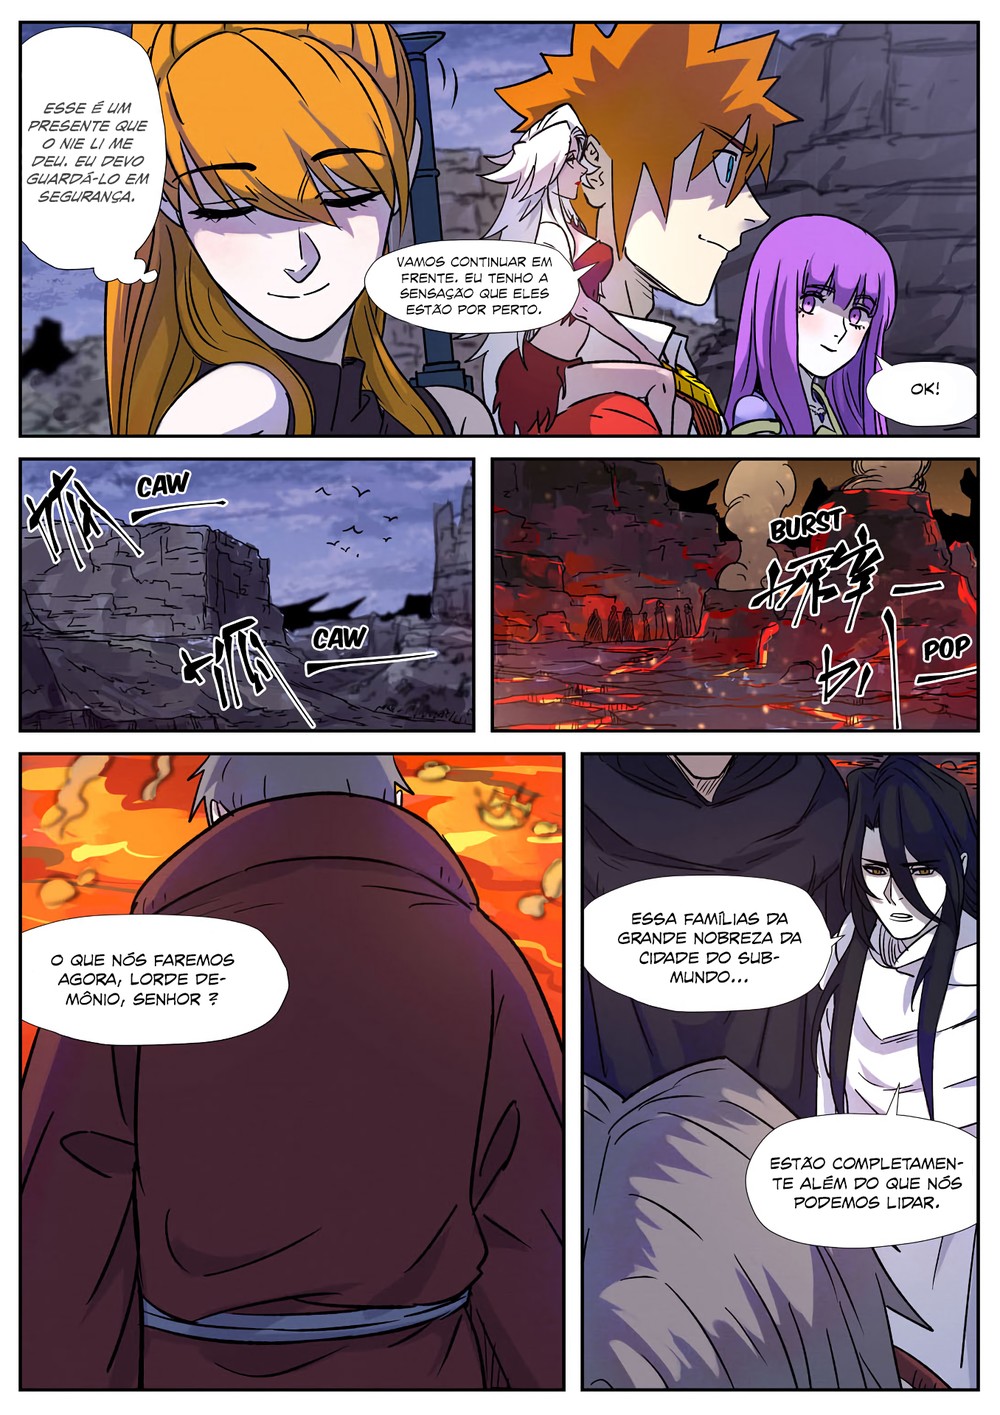 ESSE É UM
PRESENTE QUE
O NIE LI ME
DEU. EU DEVO
GUARDÁ-LO EM
SEGURANÇA.
VAMOS CONTINUAR EM
FRENTE. EU TENHO A
SENSAÇÃO QUE ELES
ESTÃO POR PERTO.
OK!
CAW
CAW
BURST
POP
O QUE NÓS FAREMOS
AGORA, LORDE DE-
MÔNIO, SENHOR ?
ESSA FAMÍLIAS DA
GRANDE NOBREZA DA
CIDADE DO SUB-
MUNDO...
ESTÃO COMPLETAMEN-
TE ALÉM DO QUE NÓS
PODEMOS LIDAR.